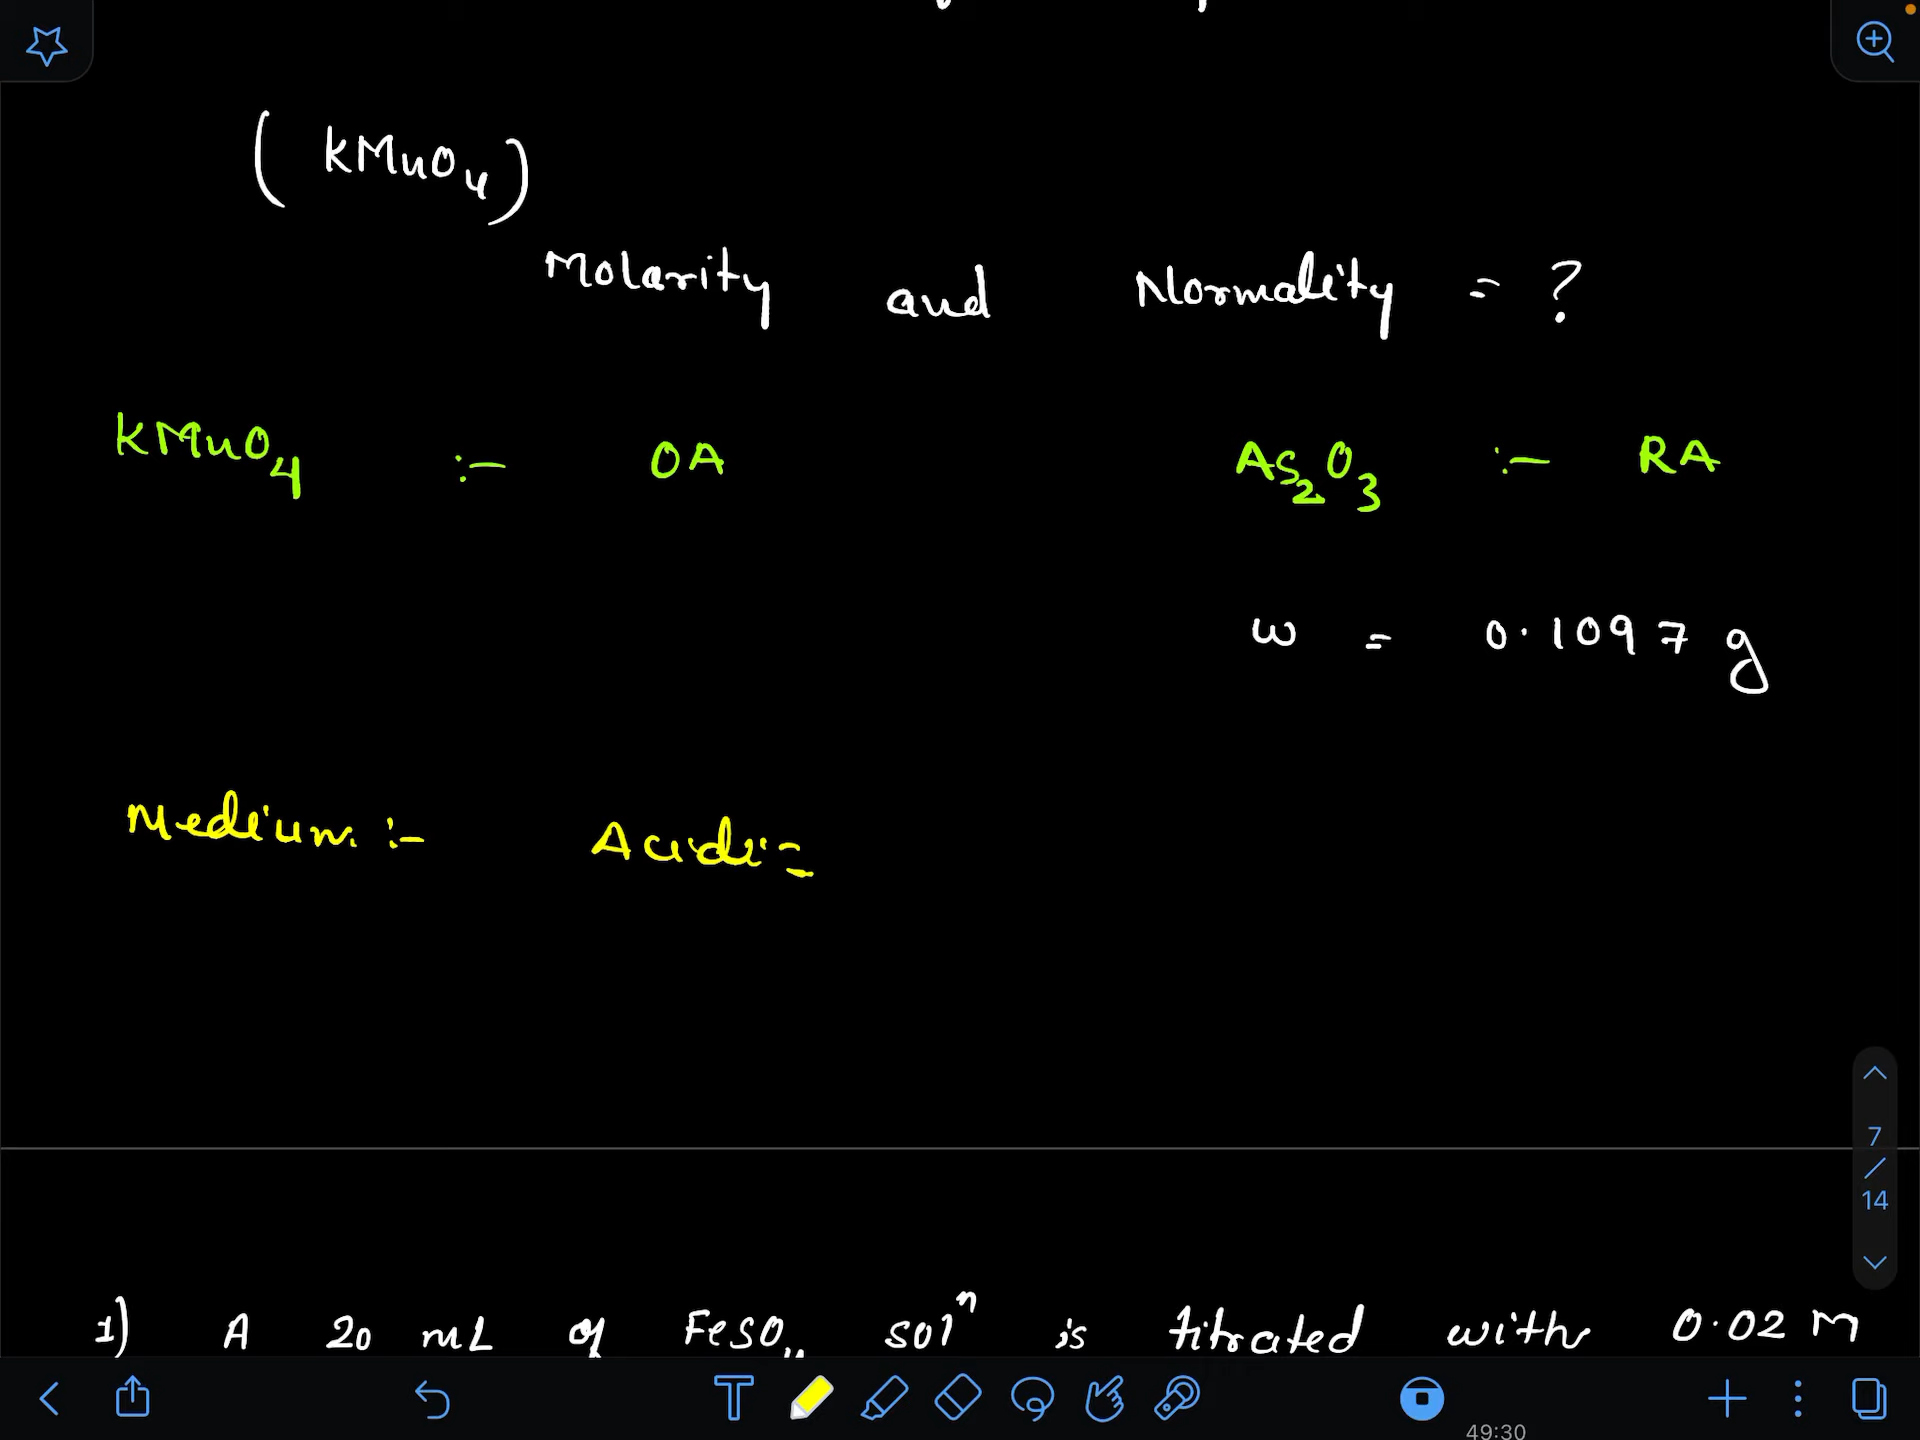 (KMnO4)
Molarity and Normality = ?
KMnO4 :- OA As2O3 :- RA
w = 0.1097 g
Medium :- Acidic
7
/
14
1) A 20 mL of FeSO4 solⁿ is titrated with 0.02 M
T
49:30